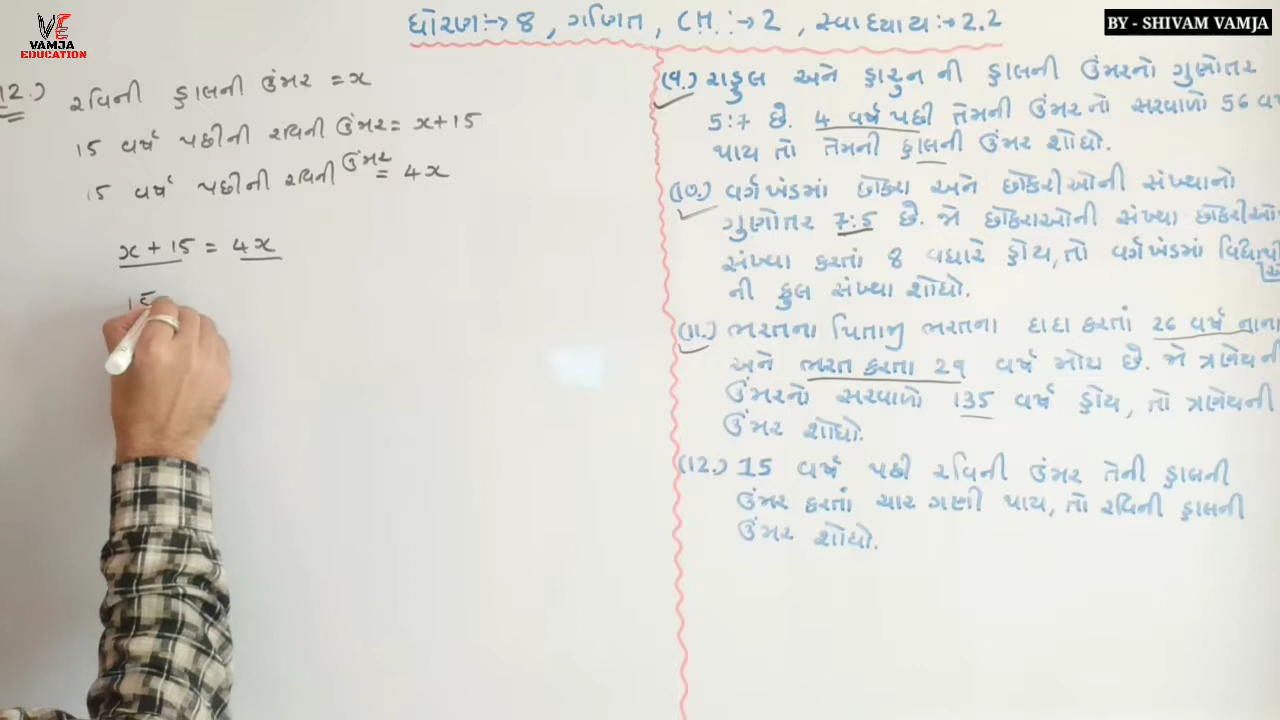 VE
VAMJA
EDUCATION
ધોરણ:→ 8 , ગણિત , CH. :→ 2 , સ્વાધ્યાય :→ 2.2
BY - SHIVAM VAMJA
12.) રવિની હાલની ઉંમર = x
15 વર્ષ પછીની રવિની ઉંમર = x+15
15 વર્ષ પછીની રવિની ઉંમર = 4x
x + 15 = 4x
15
(9.) રાહુલ અને હારુન ની હાલની ઉંમરનો ગુણોતર
5:7 છે. 4 વર્ષ પછી તેમની ઉંમર નો સરવાળો 56 વર્ષ
થાય તો તેમની હાલની ઉંમર શોધો.
(10.) વર્ગખંડમાં છોકરા અને છોકરીઓની સંખ્યાનો
ગુણોતર 7:5 છે. જો છોકરાઓની સંખ્યા છોકરીઓ
સંખ્યા કરતાં 8 વધારે હોય, તો વર્ગખંડમાં વિદ્યાર્થી
ની કુલ સંખ્યા શોધો.
(11.) ભરતના પિતાજી ભરતના દાદા કરતાં 26 વર્ષ નાના
અને ભરત કરતા 29 વર્ષ મોટા છે. જો ત્રણેયની
ઉંમરનો સરવાળો 135 વર્ષ હોય, તો ત્રણેયની
ઉંમર શોધો.
(12.) 15 વર્ષ પછી રવિની ઉંમર તેની હાલની
ઉંમર કરતાં ચાર ગણી થાય, તો રવિની હાલની
ઉંમર શોધો.